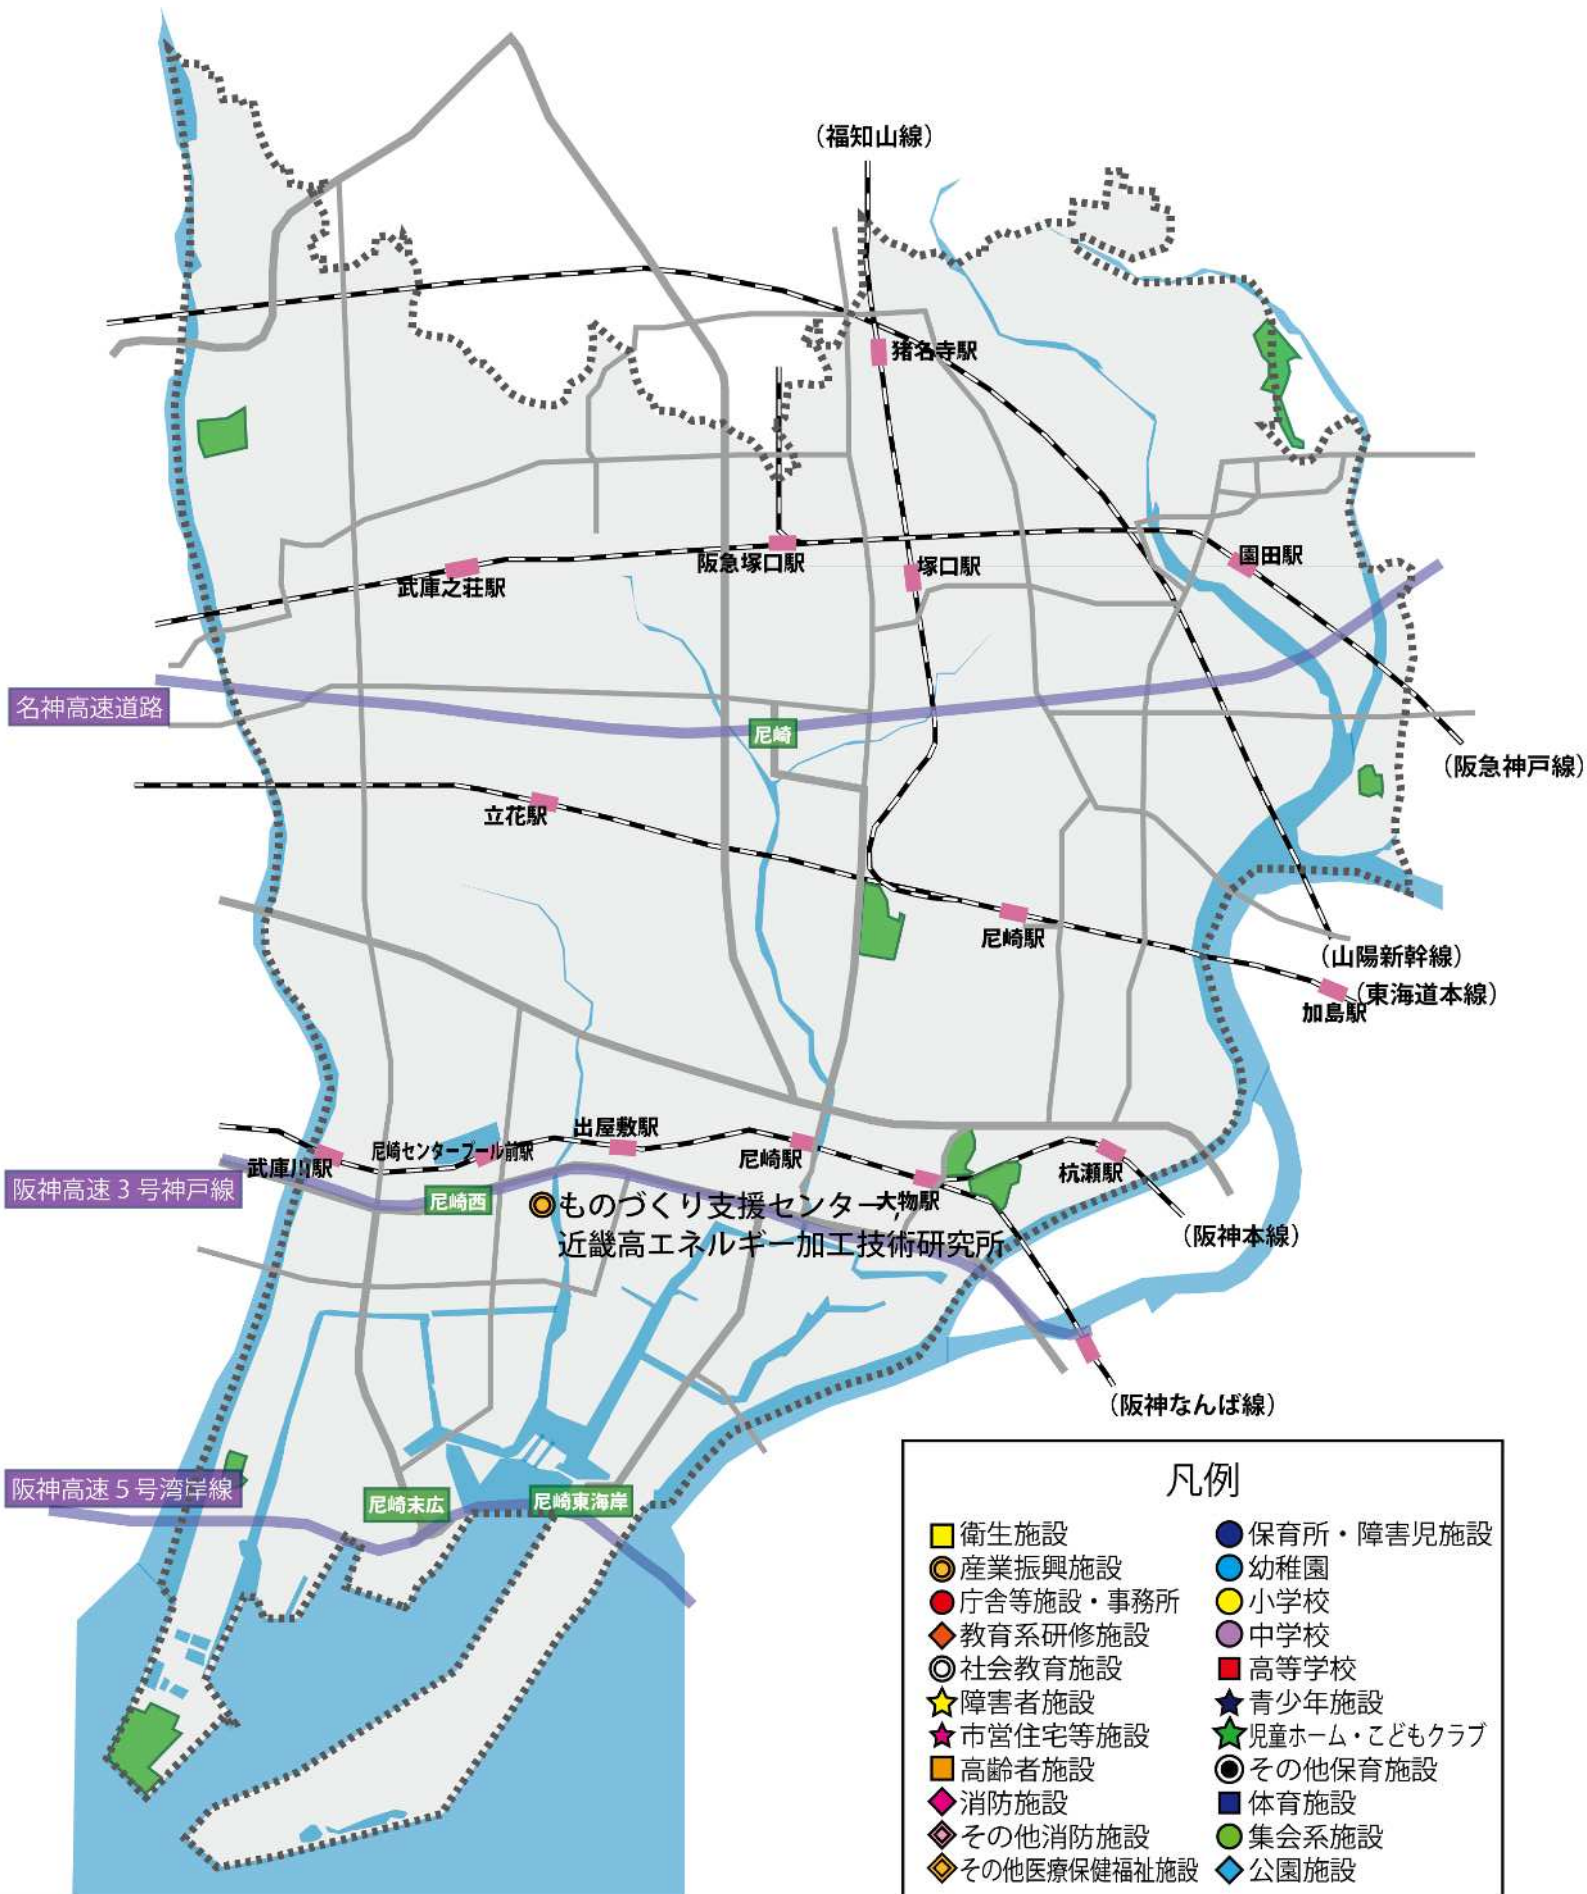 （福知山線）
猪名寺駅
阪急塚口駅
塚口駅
園田駅
武庫之荘駅
名神高速道路
尼崎
（阪急神戸線）
立花駅
尼崎駅
（山陽新幹線）
（東海道本線）
加島駅
出屋敷駅
尼崎センタープール前駅
武庫川駅
尼崎駅
杭瀬駅
大物駅
阪神高速3号神戸線
尼崎西
ものづくり支援センター,
近畿高エネルギー加工技術研究所
（阪神本線）
（阪神なんば線）
阪神高速5号湾岸線
尼崎末広
尼崎東海岸
凡例
衛生施設
産業振興施設
庁舎等施設・事務所
教育系研修施設
社会教育施設
障害者施設
市営住宅等施設
高齢者施設
消防施設
その他消防施設
その他医療保健福祉施設
保育所・障害児施設
幼稚園
小学校
中学校
高等学校
青少年施設
児童ホーム・こどもクラブ
その他保育施設
体育施設
集会系施設
公園施設